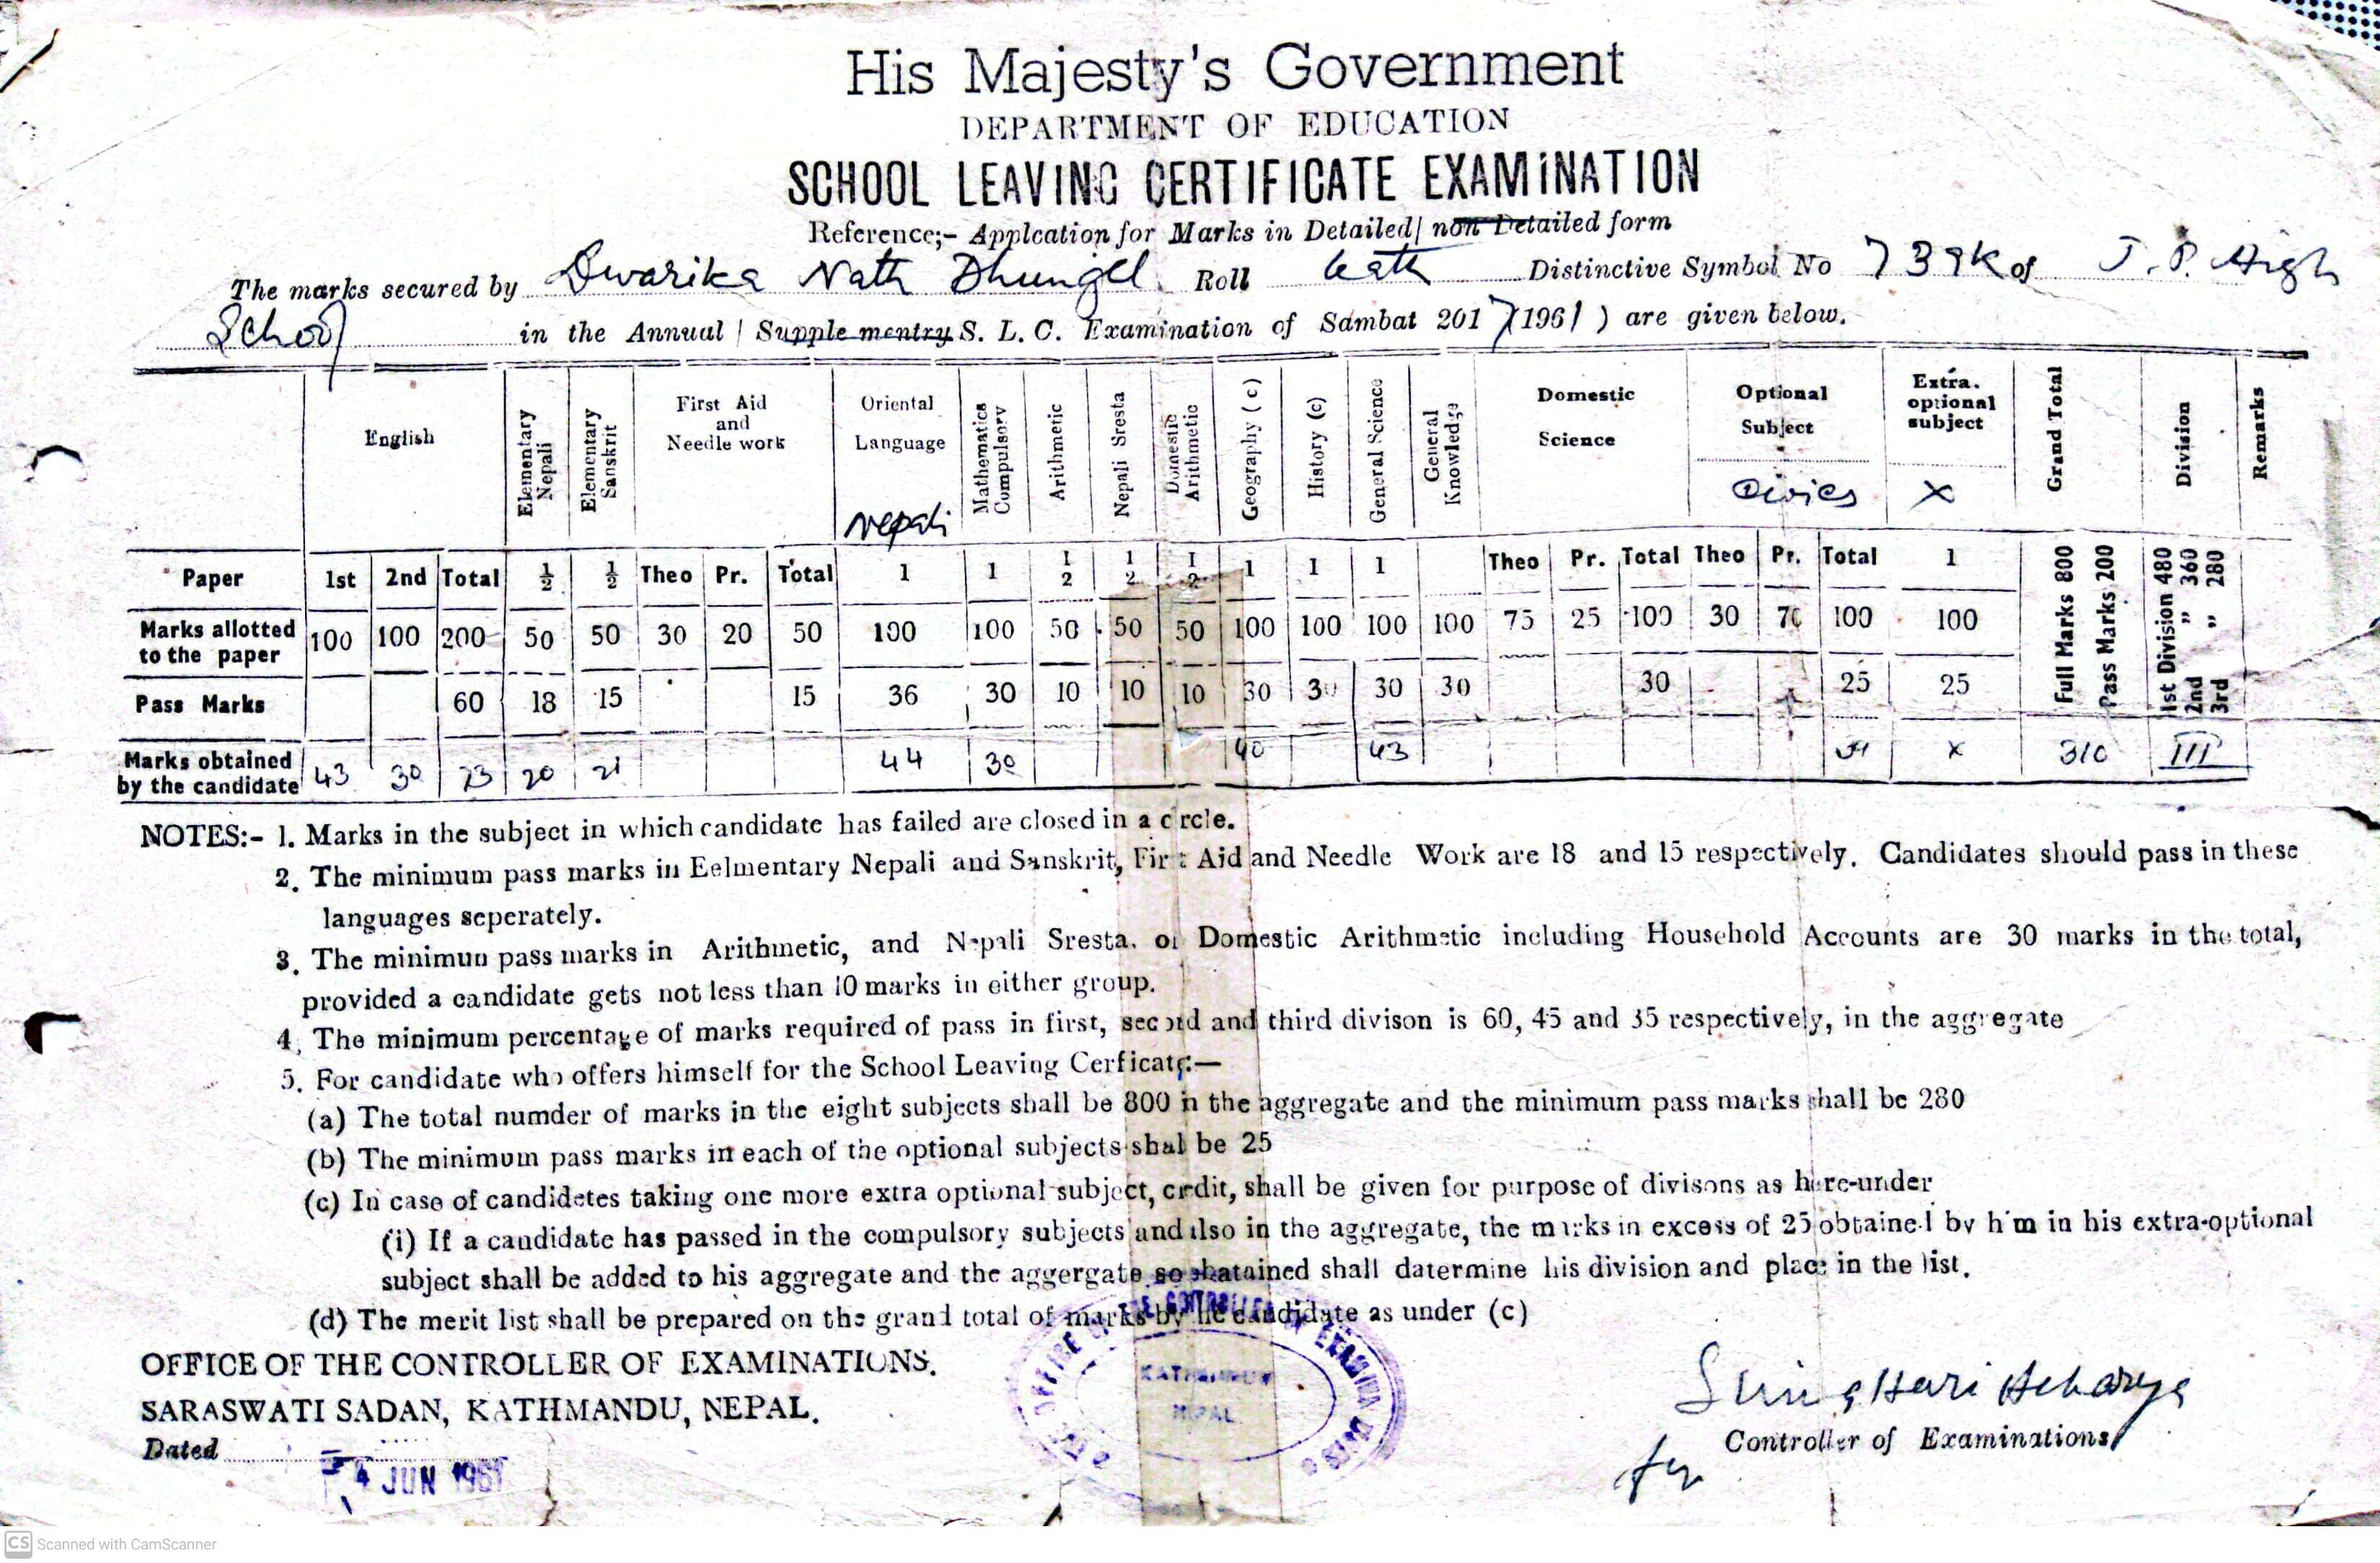 His Majesty's Government
DEPARTMENT OF EDUCATION
SCHOOL LEAVING CERTIFICATE EXAMINATION
Reference;- Applcation for Marks in Detailed/ non Detailed form
The marks secured by Dwarika Nath Dhungel. Roll Kath Distinctive Symbol No 739K of J. P. High
School in the Annual / Supple mentry S. L. C. Examination of Sambat 2017(1961) are given below.
English Elementary Nepali Elementary Sanskrit First Aid and Needle work Oriental Language Nepali Mathematics Compulsory Arithmetic Nepali Sresta Domestic Arithmetic Geography (c) History (c) General Science General Knowledge Domestic Science Optional Subject Civics Extra. optional subject X Grand Total Division Remarks
Paper 1st 2nd Total ½ ½ Theo Pr. Total 1 1 1/2 1/2 1/2 1 1 1 Theo Pr. Total Theo Pr. Total 1 Full Marks 800 Pass Marks 200 1st Division 480 2nd „ 360 3rd „ 280
Marks allotted to the paper 100 100 200 50 50 30 20 50 100 100 50 50 50 100 100 100 100 75 25 100 30 70 100 100
Pass Marks 60 18 15 15 36 30 10 10 10 30 30 30 30 30 25 25
Marks obtained by the candidate 43 30 73 20 21 44 30 40 43 X 310 III
NOTES:- 1. Marks in the subject in which candidate has failed are closed in a c rcle.
2. The minimum pass marks in Eelmentary Nepali and Sanskrit, Fir t Aid and Needle Work are 18 and 15 respectively. Candidates should pass in these
languages seperately.
3. The minimun pass marks in Arithmetic, and Nepali Sresta. or Domestic Arithmetic including Household Accounts are 30 marks in the total,
provided a candidate gets not less than 10 marks in either group.
4. The minimum percentage of marks required of pass in first, second and third divison is 60, 45 and 35 respectively, in the aggregate
5. For candidate who offers himself for the School Leaving Cerficate:—
(a) The total numder of marks in the eight subjects shall be 800 n the aggregate and the minimum pass marks shall be 280
(b) The minimum pass marks in each of the optional subjects shal be 25
(c) In case of candidetes taking one more extra optional subject, crdit, shall be given for purpose of divisons as here-under
(i) If a candidate has passed in the compulsory subjects and also in the aggregate, the marks in excess of 25 obtained by h'm in his extra-optional
subject shall be added to his aggregate and the aggergate so obatained shall datermine his division and place in the list.
(d) The merit list shall be prepared on the grand total of marks by he candidate as under (c)
OFFICE OF THE CONTROLLER OF EXAMINATIONS.
SARASWATI SADAN, KATHMANDU, NEPAL.
Dated 4 JUN 1961
KATHMANDU
NEPAL
Hari Acharya
for Controller of Examinations
CS Scanned with CamScanner